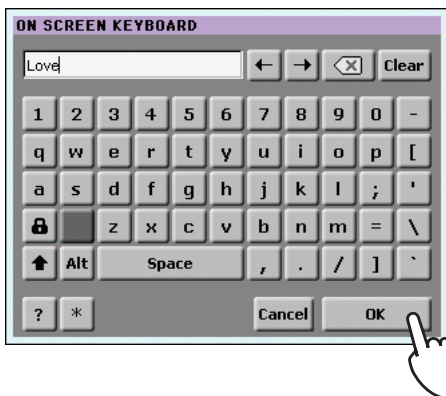 ON SCREEN KEYBOARD
Love
← → ⌫ Clear
1 2 3 4 5 6 7 8 9 0 -
q w e r t y u i o p [
a s d f g h j k l ; '
z x c v b n m = \
Alt Space , . / ] `
? * Cancel OK